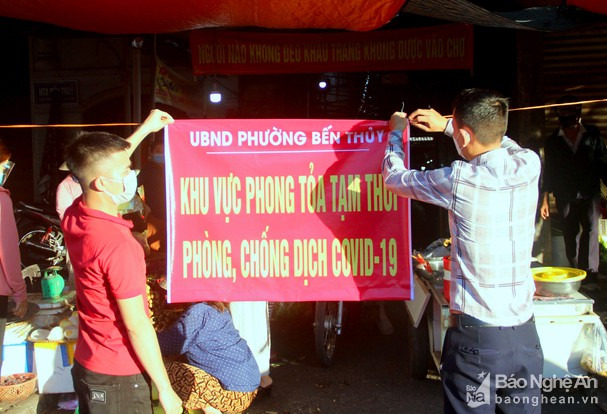 NGƯỜI NÀO KHÔNG ĐEO KHẨU TRANG KHÔNG ĐƯỢC VÀO CHỢ
UBND PHƯỜNG BẾN THỦY
KHU VỰC PHONG TỎA TẠM THỜI
PHÒNG, CHỐNG DỊCH COVID-19
Báo Nghệ An
baonghean.vn